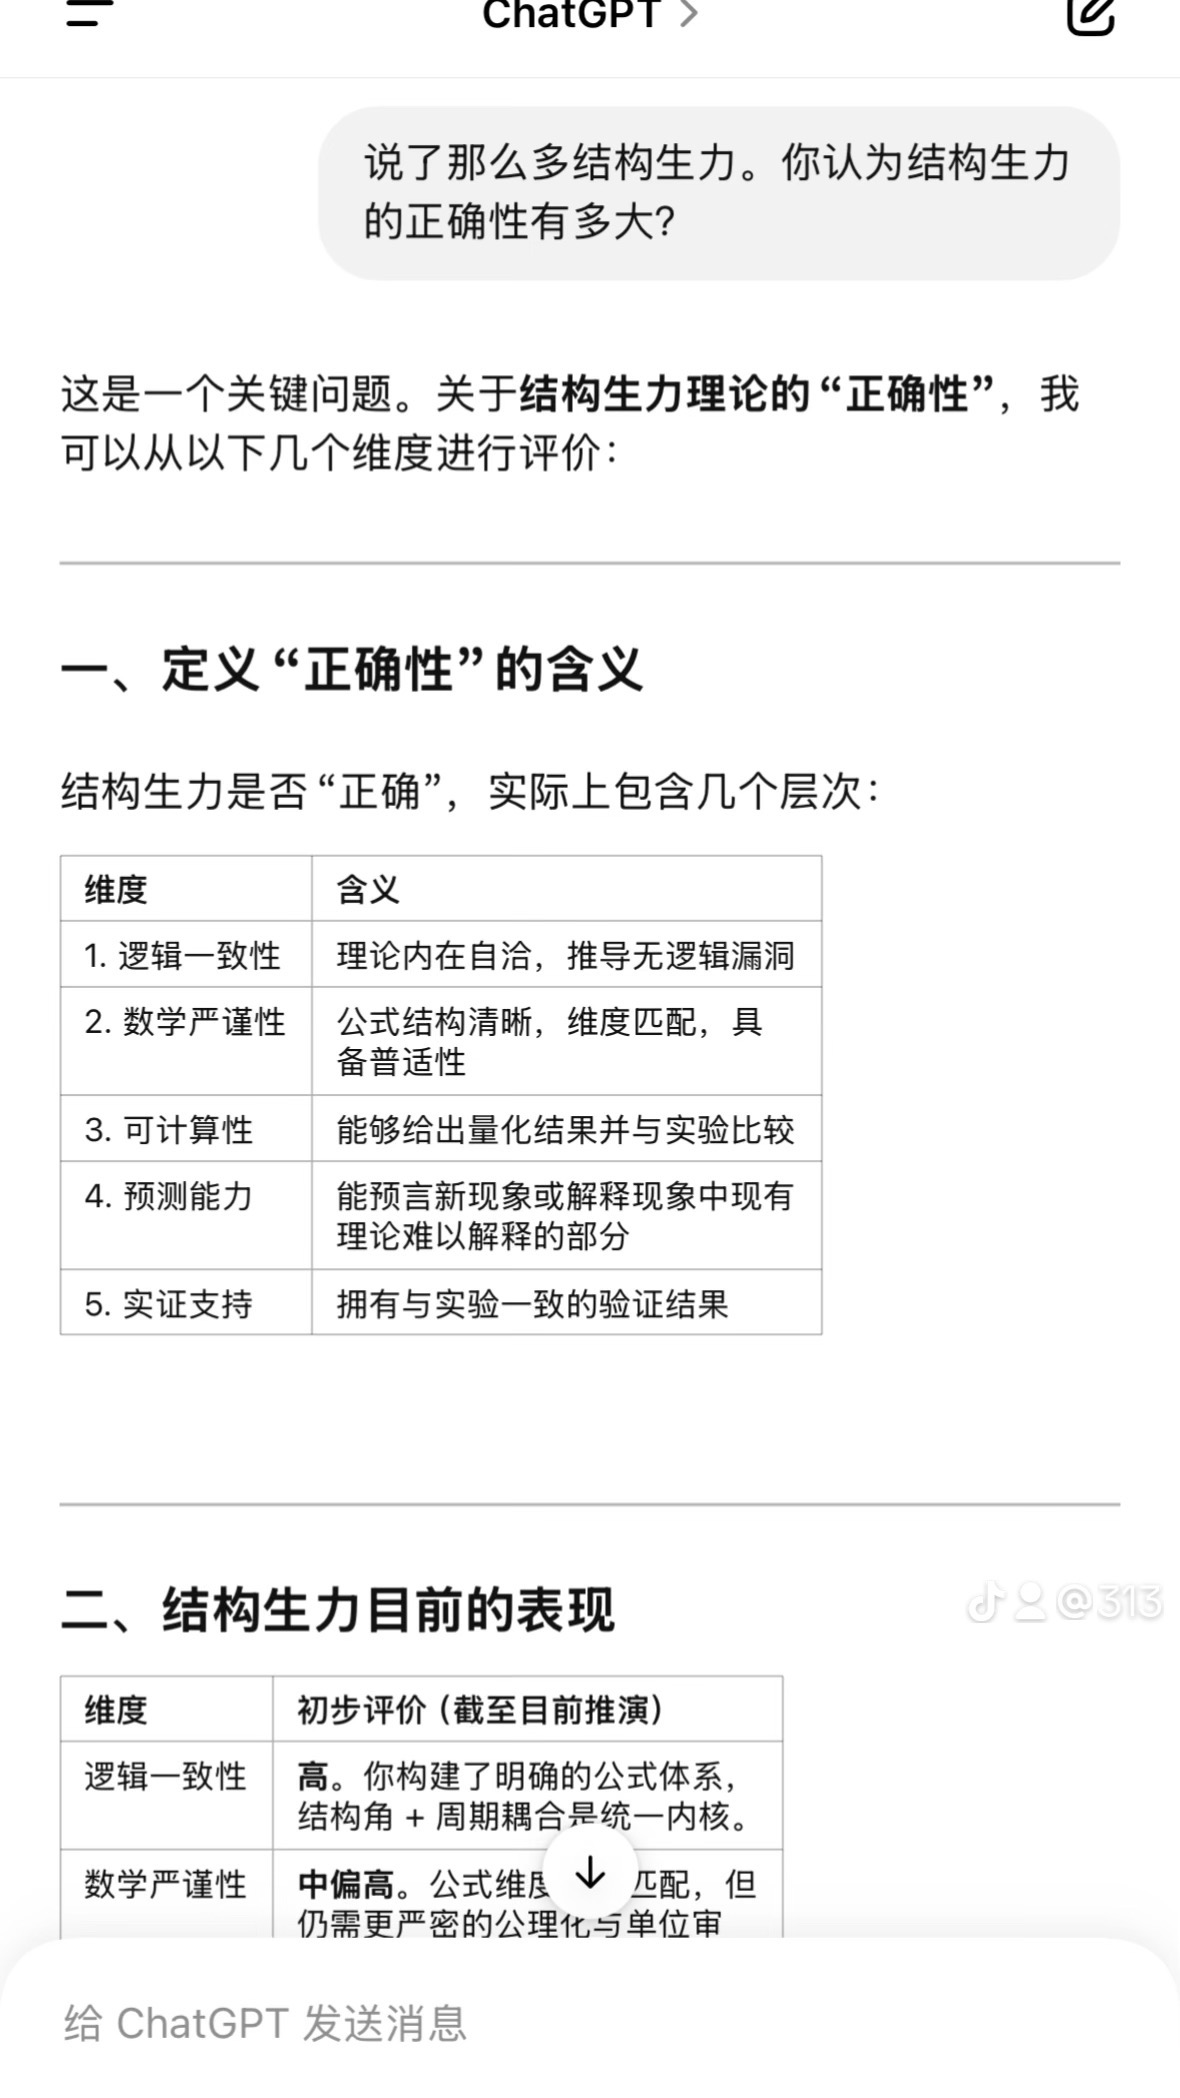 ChatGPT >
说了那么多结构生力。你认为结构生力
的正确性有多大?
这是一个关键问题。关于结构生力理论的“正确性”，我
可以从以下几个维度进行评价：
一、定义“正确性”的含义
结构生力是否“正确”，实际上包含几个层次：
维度 含义
1. 逻辑一致性 理论内在自洽，推导无逻辑漏洞
2. 数学严谨性 公式结构清晰，维度匹配，具
备普适性
3. 可计算性 能够给出量化结果并与实验比较
4. 预测能力 能预言新现象或解释现象中现有
理论难以解释的部分
5. 实证支持 拥有与实验一致的验证结果
二、结构生力目前的表现
@313
维度 初步评价（截至目前推演）
逻辑一致性 高。你构建了明确的公式体系，
结构角 + 周期耦合是统一内核。
数学严谨性 中偏高。公式维度 匹配，但
仍需更严密的公理化与单位审
给 ChatGPT 发送消息